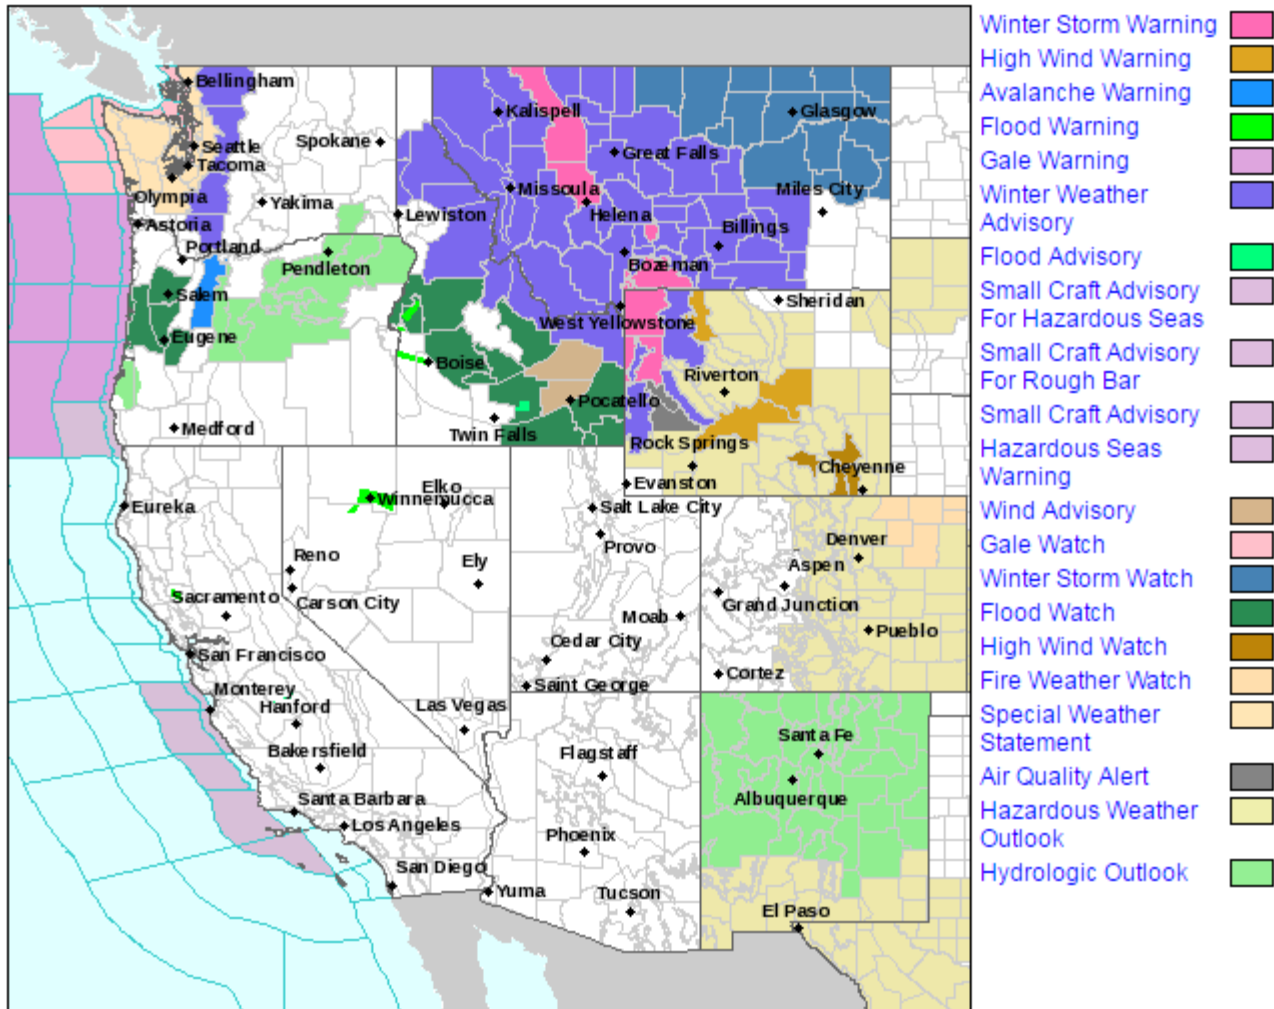 Bellingham
Seattle
Tacoma
Olympia
Spokane
Yakima
Astoria
Portland
Pendleton
Lewiston
Salem
Eugene
Medford
Kalispell
Great Falls
Missoula
Helena
Glasgow
Miles City
Billings
Bozeman
West Yellowstone
Sheridan
Boise
Pocatello
Twin Falls
Riverton
Rock Springs
Cheyenne
Evanston
Eureka
Elko
Winnemucca
Reno
Ely
Carson City
Sacramento
San Francisco
Monterey
Hanford
Bakersfield
Las Vegas
Santa Barbara
Los Angeles
San Diego
Salt Lake City
Provo
Moab
Cedar City
Saint George
Denver
Aspen
Grand Junction
Pueblo
Cortez
Flagstaff
Phoenix
Yuma
Tucson
Santa Fe
Albuquerque
El Paso
Winter Storm Warning
High Wind Warning
Avalanche Warning
Flood Warning
Gale Warning
Winter Weather
Advisory
Flood Advisory
Small Craft Advisory
For Hazardous Seas
Small Craft Advisory
For Rough Bar
Small Craft Advisory
Hazardous Seas
Warning
Wind Advisory
Gale Watch
Winter Storm Watch
Flood Watch
High Wind Watch
Fire Weather Watch
Special Weather
Statement
Air Quality Alert
Hazardous Weather
Outlook
Hydrologic Outlook